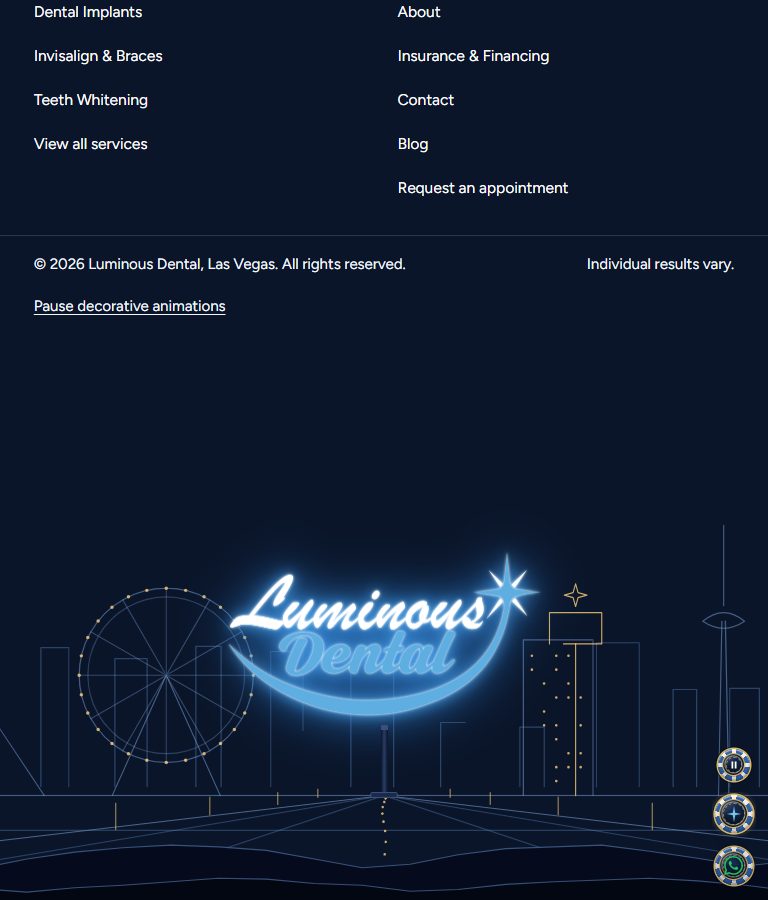 Dental Implants
About
Invisalign & Braces
Insurance & Financing
Teeth Whitening
Contact
View all services
Blog
Request an appointment
© 2026 Luminous Dental, Las Vegas. All rights reserved.
Individual results vary.
Pause decorative animations
Luminous
Dental